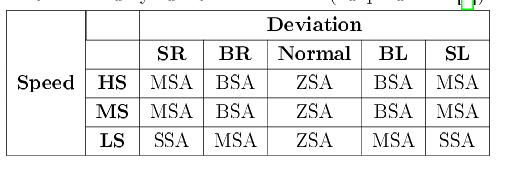 Deviation
SR BR Normal BL SL
Speed HS MSA BSA ZSA BSA MSA
MS MSA BSA ZSA BSA MSA
LS SSA MSA ZSA MSA SSA